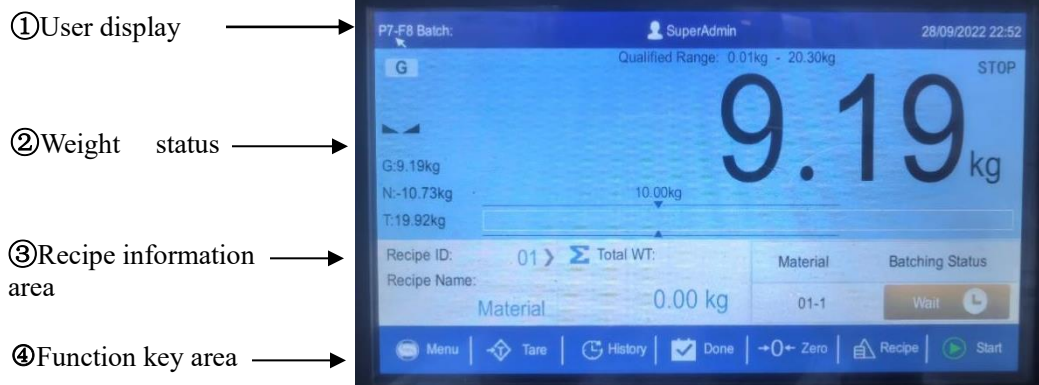 ①User display
②Weight status
③Recipe information
area
④Function key area
P7-F8 Batch: SuperAdmin 28/09/2022 22:52
Qualified Range: 0.01kg - 20.30kg
G STOP
9.19 kg
G:9.19kg
N:-10.73kg 10.00kg
T:19.92kg
Recipe ID: 01 Σ Total WT: Material Batching Status
Recipe Name:
Material 0.00 kg 01-1 Wait
Menu T Tare History Done →0← Zero Recipe Start